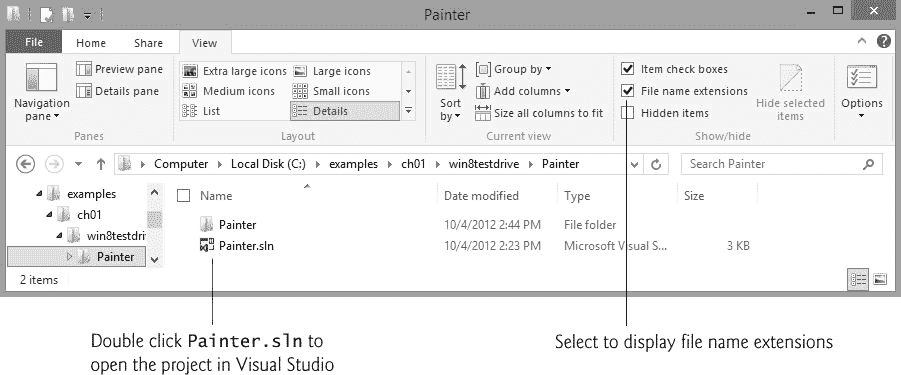 Painter
File Home Share View
Navigation pane
Preview pane
Details pane
Panes
Extra large icons Large icons
Medium icons Small icons
List Details
Layout
Sort by
Group by
Add columns
Size all columns to fit
Current view
Item check boxes
File name extensions
Hidden items
Hide selected items
Show/hide
Options
Computer Local Disk (C:) examples ch01 win8testdrive Painter
Search Painter
examples
ch01
win8testdri
Painter
Name Date modified Type Size
Painter 10/4/2012 2:44 PM File folder
Painter.sln 10/4/2012 2:23 PM Microsoft Visual S... 3 KB
2 items
Double click Painter.sln to
open the project in Visual Studio
Select to display file name extensions